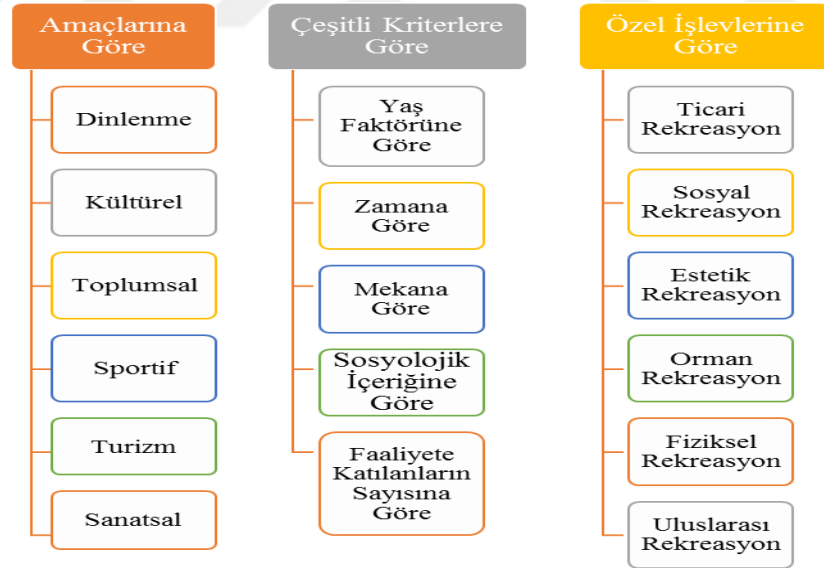 Amaçlarına
Göre
Dinlenme
Kültürel
Toplumsal
Sportif
Turizm
Sanatsal
Çeşitli Kriterlere
Göre
Yaş
Faktörüne
Göre
Zamana
Göre
Mekana
Göre
Sosyolojik
İçeriğine
Göre
Faaliyete
Katılanların
Sayısına
Göre
Özel İşlevlerine
Göre
Ticari
Rekreasyon
Sosyal
Rekreasyon
Estetik
Rekreasyon
Orman
Rekreasyon
Fiziksel
Rekreasyon
Uluslarası
Rekreasyon